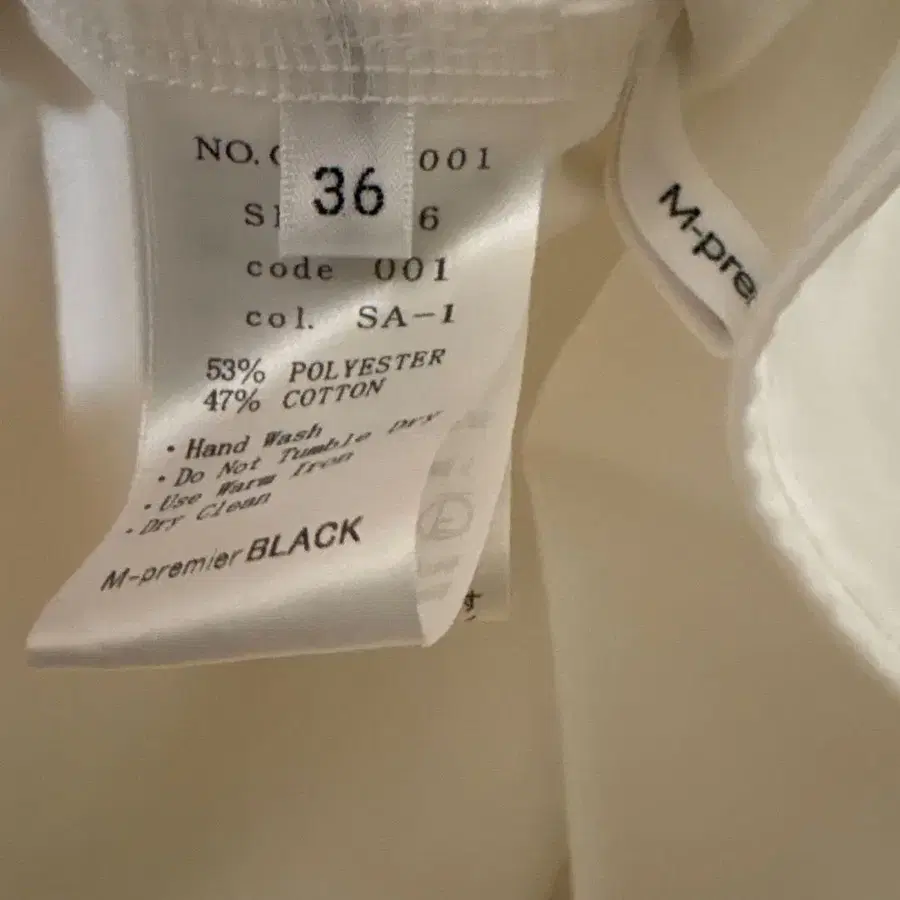 NO. 001
36
6
code 001
col. SA-1
53% POLYESTER
47% COTTON
・Hand Wash
・Do Not Tumble Dry
・Use Warm Iron
・Dry Clean
M-premier BLACK
す
M-pre